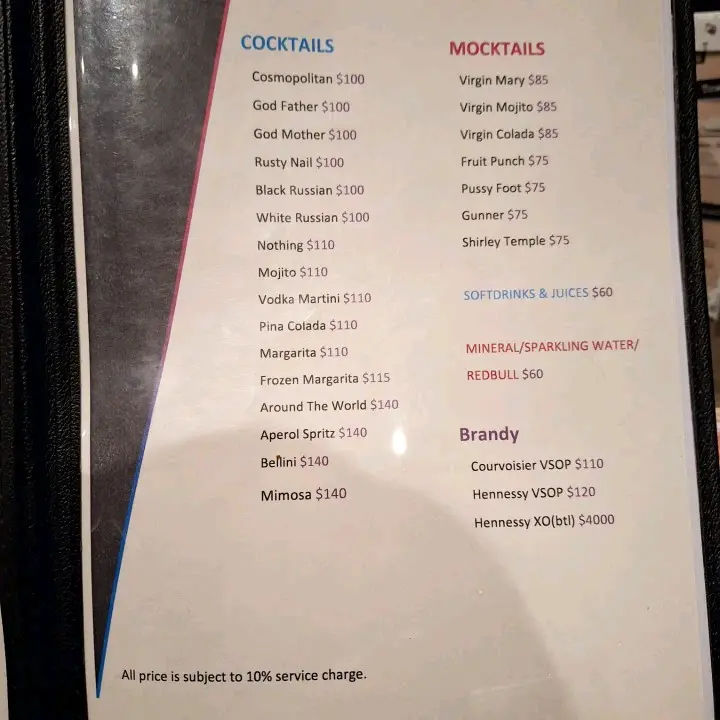 COCKTAILS
Cosmopolitan $100
God Father $100
God Mother $100
Rusty Nail $100
Black Russian $100
White Russian $100
Nothing $110
Mojito $110
Vodka Martini $110
Pina Colada $110
Margarita $110
Frozen Margarita $115
Around The World $140
Aperol Spritz $140
Bellini $140
Mimosa $140
MOCKTAILS
Virgin Mary $85
Virgin Mojito $85
Virgin Colada $85
Fruit Punch $75
Pussy Foot $75
Gunner $75
Shirley Temple $75
SOFTDRINKS & JUICES $60
MINERAL/SPARKLING WATER/
REDBULL $60
Brandy
Courvoisier VSOP $110
Hennessy VSOP $120
Hennessy XO(btl) $4000
All price is subject to 10% service charge.